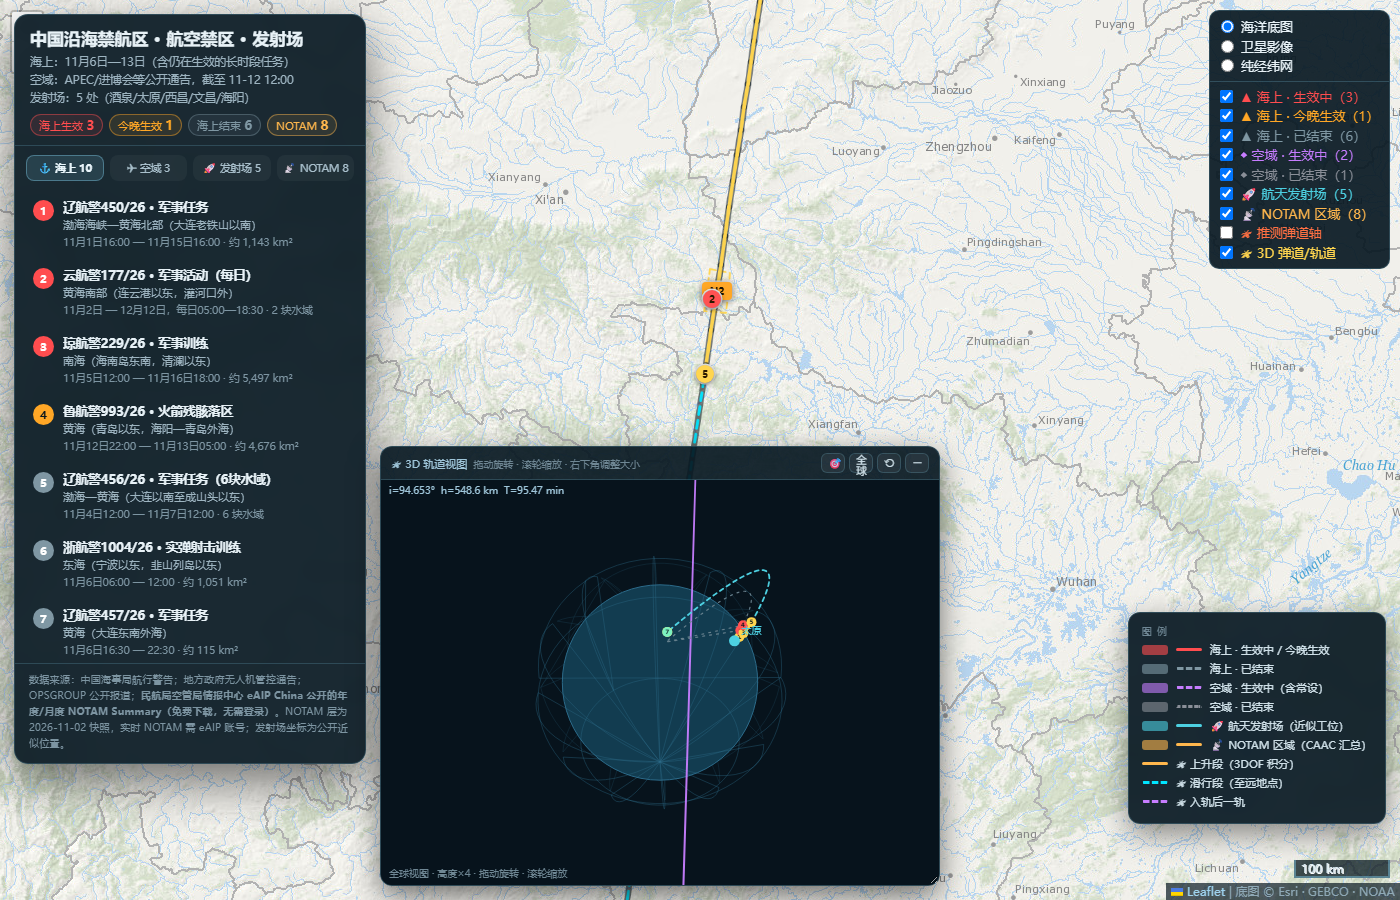 中国沿海禁航区 • 航空禁区 • 发射场
海上：11月6日—13日（含仍在生效的长时段任务）
空域：APEC/进博会等公开通告，截至 11-12 12:00
发射场：5 处（酒泉/太原/西昌/文昌/海阳）
海上生效 3
今晚生效 1
海上结束 6
NOTAM 8
海上 10
空域 3
发射场 5
NOTAM 8
1 辽航警450/26 • 军事任务
渤海海峡—黄海北部（大连老铁山以南）
11月1日16:00 — 11月15日16:00 · 约 1,143 km²
2 云航警177/26 • 军事活动（每日）
黄海南部（连云港以东，灌河口外）
11月2日 — 12月12日，每日05:00—18:30 · 2 块水域
3 琼航警229/26 • 军事训练
南海（海南岛东南，清澜以东）
11月5日12:00 — 11月16日18:00 · 约 5,497 km²
4 鲁航警993/26 • 火箭残骸落区
黄海（青岛以东，海阳—青岛外海）
11月12日22:00 — 11月13日05:00 · 约 4,676 km²
5 辽航警456/26 • 军事任务（6块水域）
渤海—黄海（大连以南至成山头以东）
11月4日12:00 — 11月7日12:00 · 6 块水域
6 浙航警1004/26 • 实弹射击训练
东海（宁波以东，韭山列岛以东）
11月6日06:00 — 12:00 · 约 1,051 km²
7 辽航警457/26 • 军事任务
黄海（大连东南外海）
11月6日16:30 — 22:30 · 约 115 km²
数据来源：中国海事局航行警告；地方政府无人机管控通告；
OPSGROUP 公开报道；民航局空管局情报中心 eAIP China 公开的年
度/月度 NOTAM Summary（免费下载，无需登录）。NOTAM 层为
2026-11-02 快照，实时 NOTAM 需 eAIP 账号；发射场坐标为公开近
似位置。
Puyang
Jiaozuo
Xinxiang
Luoyang
Zhengzhou
Kaifeng
Xianyang
Xi'an
Pingdingshan
Zhumadian
Bengbu
Huainan
Xiangfan
Xinyang
Hefei
Chao Hu
Wuhan
Yangtze
Liuyang
Lichuan
Pingxiang
2
5
海洋底图
卫星影像
纯经纬网
海上 · 生效中（3）
海上 · 今晚生效（1）
海上 · 已结束（6）
空域 · 生效中（2）
空域 · 已结束（1）
航天发射场（5）
NOTAM 区域（8）
推测弹道轴
3D 弹道/轨道
3D 轨道视图 拖动旋转 · 滚轮缩放 · 右下角调整大小
全球
i=94.653° h=548.6 km T=95.47 min
7
5
太原
全球视图 · 高度×4 · 拖动旋转 · 滚轮缩放
图 例
海上 · 生效中 / 今晚生效
海上 · 已结束
空域 · 生效中（含常设）
空域 · 已结束
航天发射场（近似工位）
NOTAM 区域（CAAC 汇总）
上升段（3DOF 积分）
滑行段（至远地点）
入轨后一轨
100 km
Leaflet | 底图 © Esri · GEBCO · NOAA